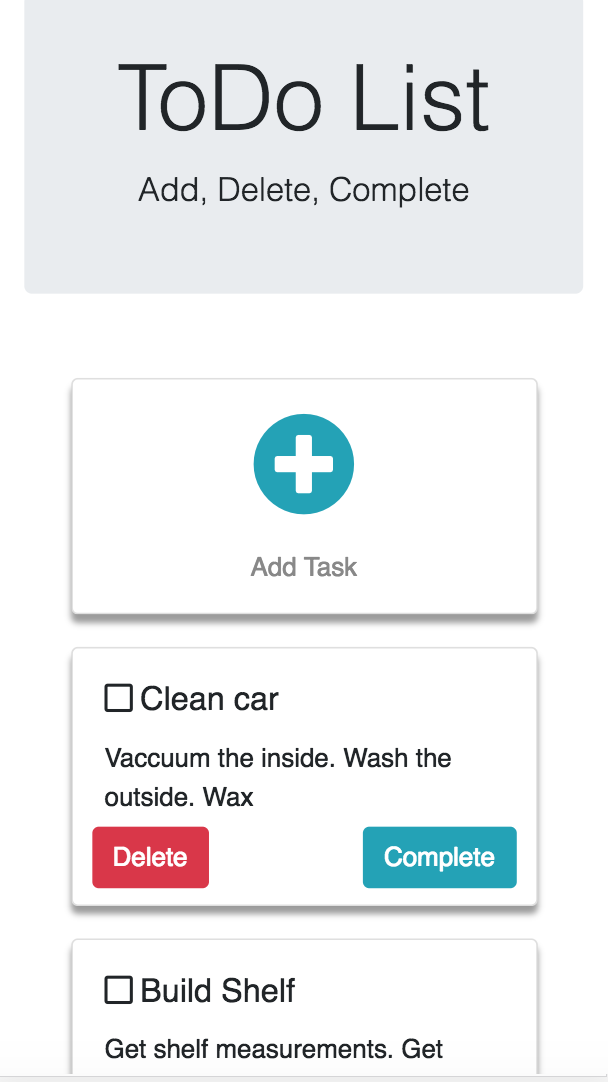 ToDo List
Add, Delete, Complete
Add Task
Clean car
Vaccuum the inside. Wash the
outside. Wax
Delete
Complete
Build Shelf
Get shelf measurements. Get